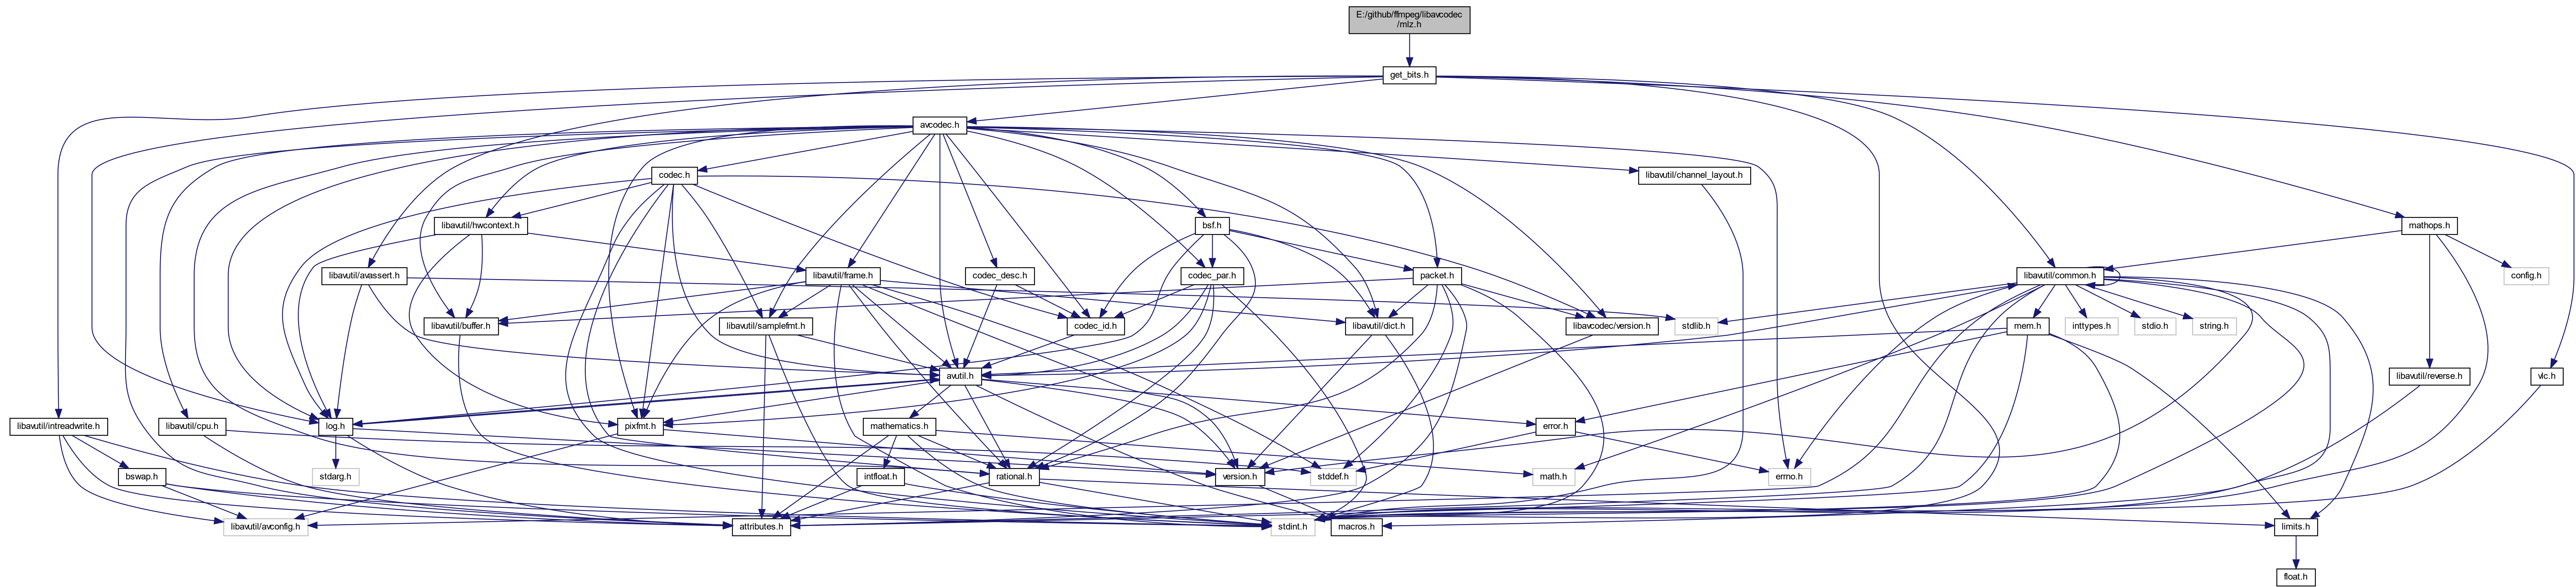 E:/github/ffmpeg/libavcodec
/mlz.h
get_bits.h
avcodec.h
codec.h
libavutil/channel_layout.h
libavutil/hwcontext.h
bsf.h
mathops.h
libavutil/avassert.h
libavutil/frame.h
codec_desc.h
codec_par.h
packet.h
libavutil/common.h
config.h
libavutil/buffer.h
libavutil/samplefmt.h
codec_id.h
libavutil/dict.h
libavcodec/version.h
stdlib.h
mem.h
inttypes.h
stdio.h
string.h
avutil.h
libavutil/reverse.h
vlc.h
libavutil/intreadwrite.h
libavutil/cpu.h
log.h
pixfmt.h
mathematics.h
error.h
bswap.h
stdarg.h
intfloat.h
rational.h
version.h
stddef.h
math.h
errno.h
libavutil/avconfig.h
attributes.h
stdint.h
macros.h
limits.h
float.h